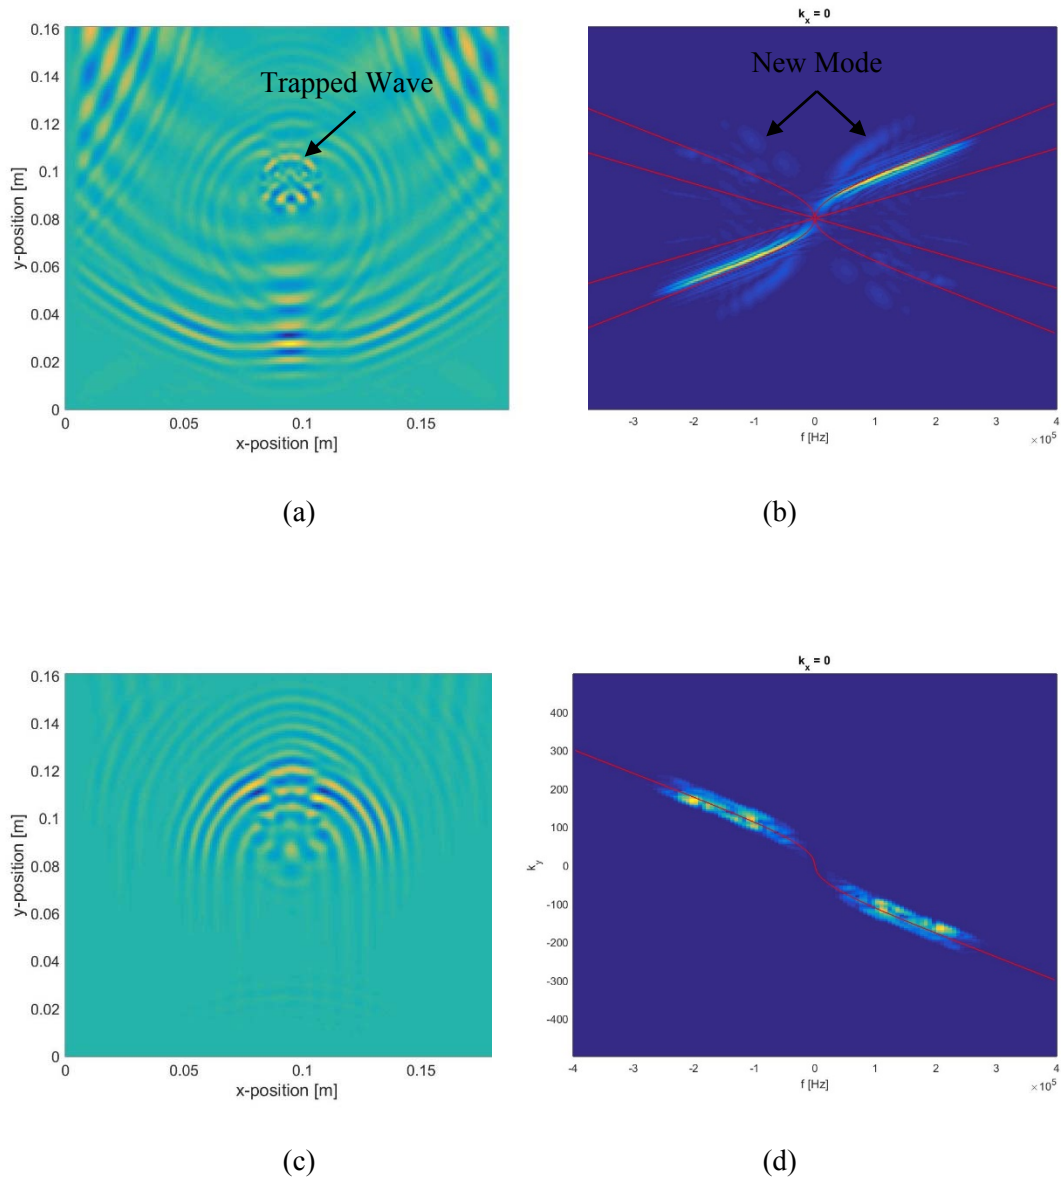 k_x = 0
Trapped Wave
New Mode
0.16
0.14
0.12
0.1
0.08
0.06
0.04
0.02
0
y-position [m]
0 0.05 0.1 0.15
x-position [m]
-3 -2 -1 0 1 2 3 4
×10^5
f [Hz]
(a) (b)
k_x = 0
0.16
0.14
0.12
0.1
0.08
0.06
0.04
0.02
0
y-position [m]
0 0.05 0.1 0.15
x-position [m]
400
300
200
100
0
-100
-200
-300
-400
k_y
-4 -3 -2 -1 0 1 2 3 4
×10^5
f [Hz]
(c) (d)